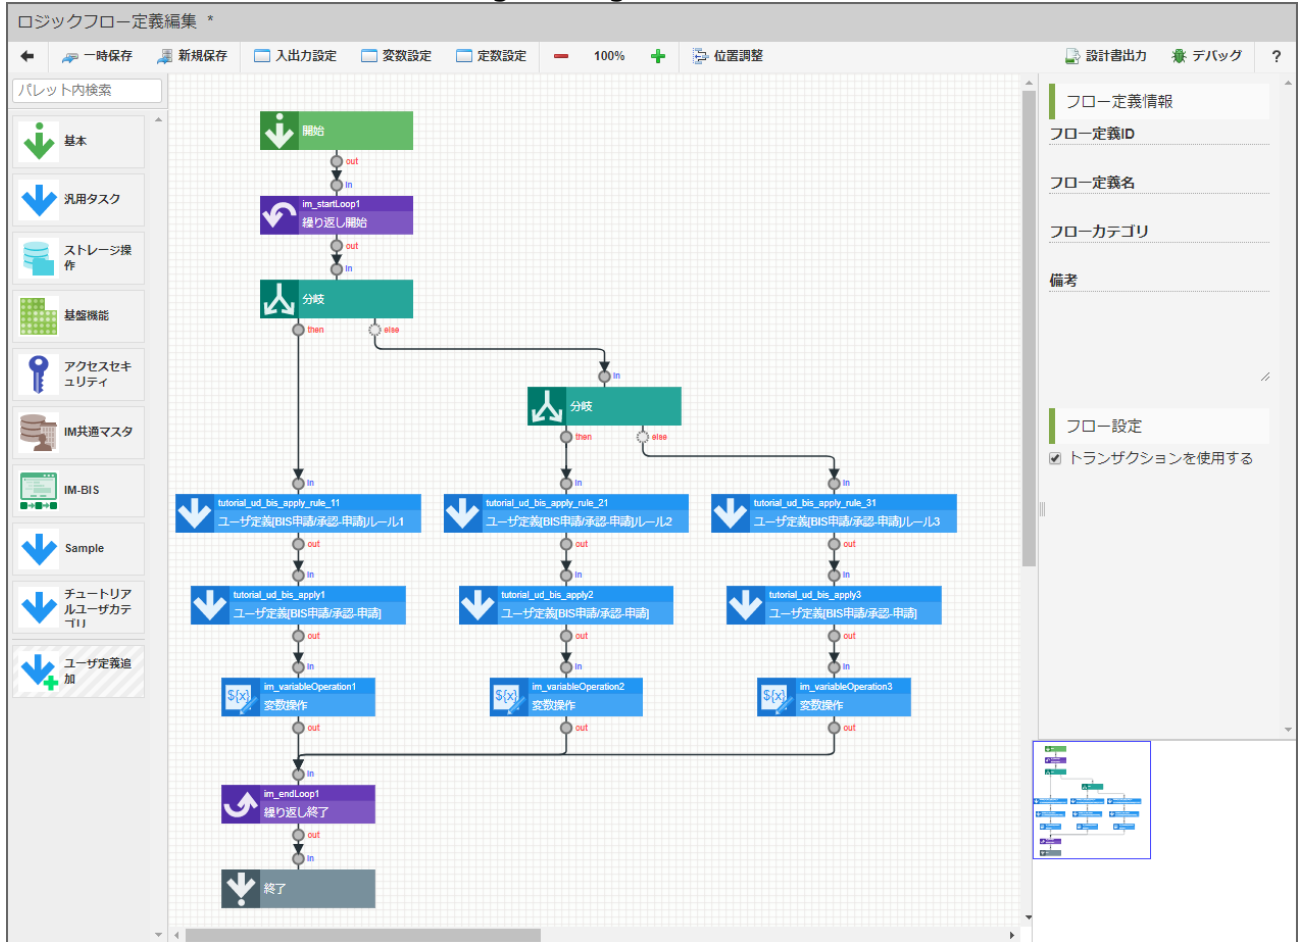 ロジックフロー定義編集 *
一時保存 新規保存 入出力設定 変数設定 定数設定 100% 位置調整 設計書出力 デバッグ ?
パレット内検索
基本
汎用タスク
ストレージ操
作
基盤機能
アクセスセキ
ュリティ
IM共通マスタ
IM-BIS
Sample
チュートリア
ルユーザカテ
ゴリ
ユーザ定義追
加
開始
out
in
im_startLoop1
繰り返し開始
out
in
分岐
then else
in
分岐
then else
in in in
tutorial_ud_bis_apply_rule_11 tutorial_ud_bis_apply_rule_21 tutorial_ud_bis_apply_rule_31
ユーザ定義[BIS申請/承認-申請]ルール1 ユーザ定義[BIS申請/承認-申請]ルール2 ユーザ定義[BIS申請/承認-申請]ルール3
out out out
in in in
tutorial_ud_bis_apply1 tutorial_ud_bis_apply2 tutorial_ud_bis_apply3
ユーザ定義[BIS申請/承認-申請] ユーザ定義[BIS申請/承認-申請] ユーザ定義[BIS申請/承認-申請]
out out out
in in in
${x} im_variableOperation1 ${x} im_variableOperation2 ${x} im_variableOperation3
変数操作 変数操作 変数操作
out out out
in
im_endLoop1
繰り返し終了
out
in
終了
フロー定義情報
フロー定義ID
フロー定義名
フローカテゴリ
備考
フロー設定
トランザクションを使用する